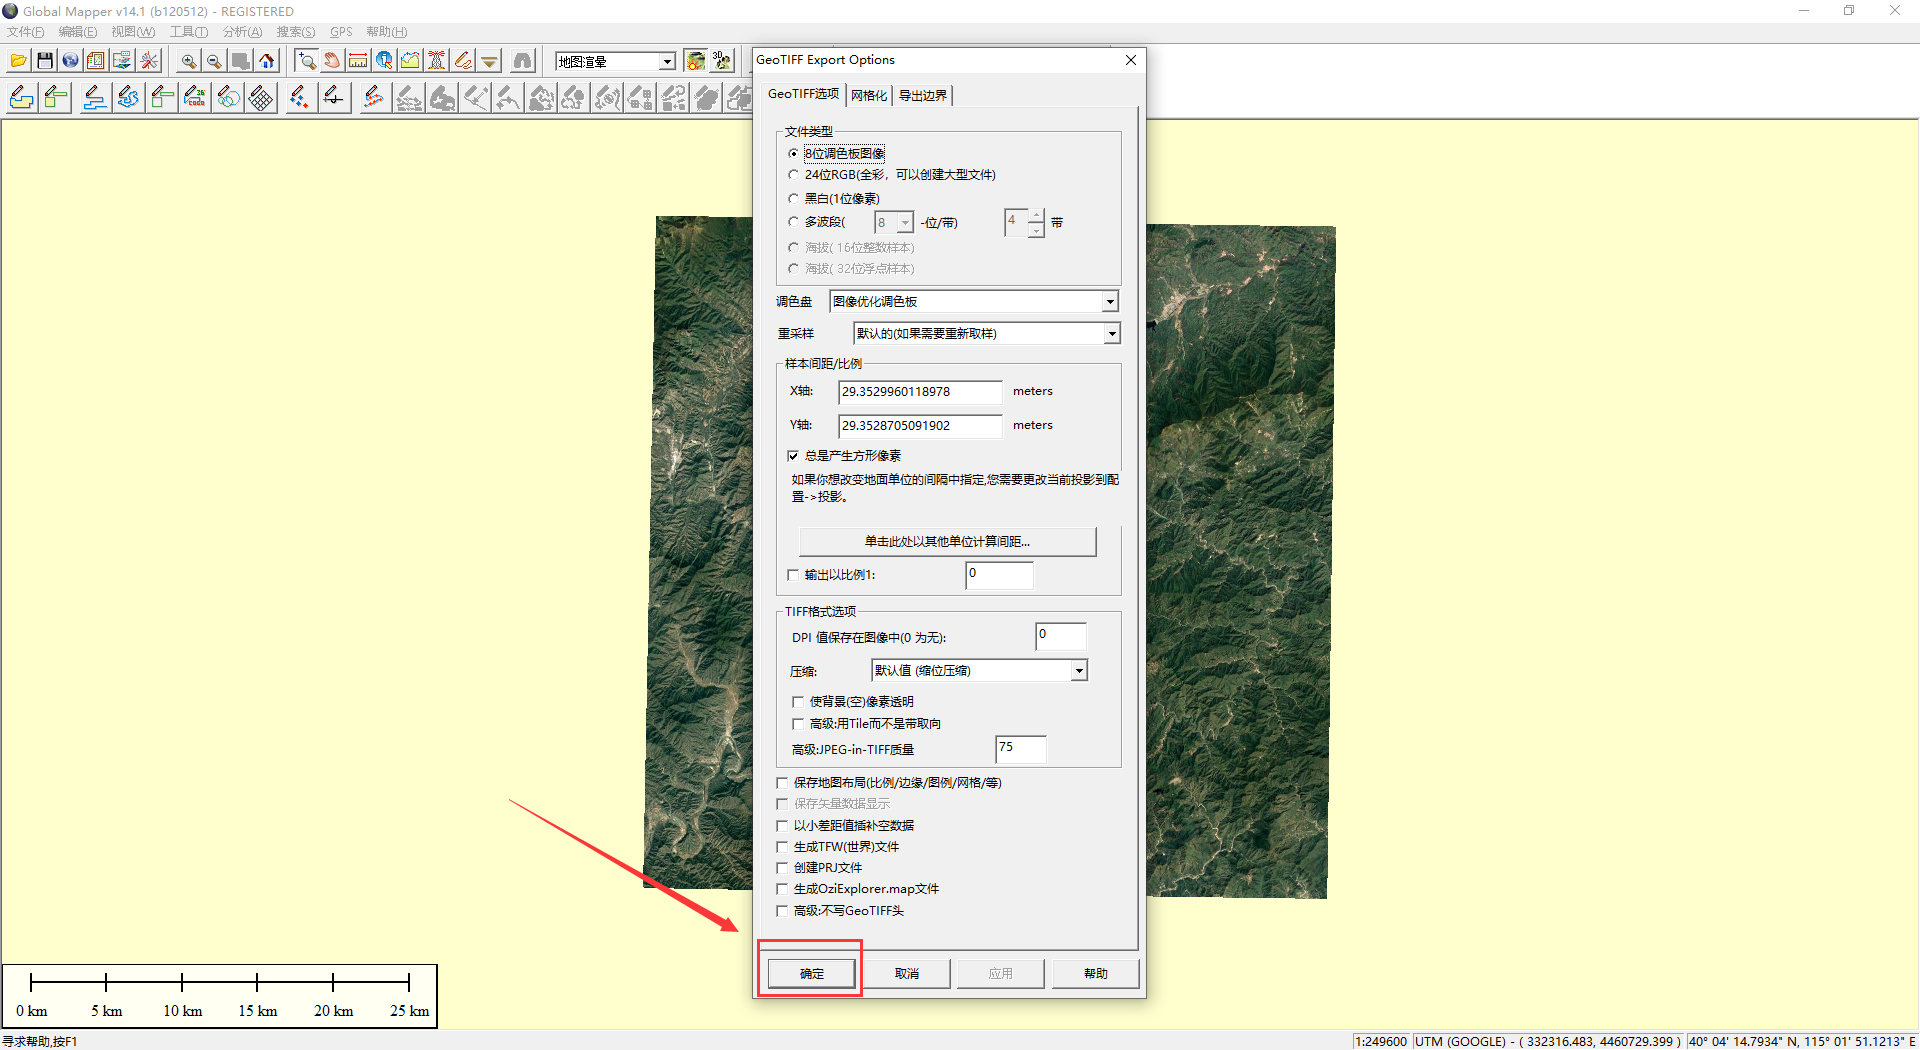 Global Mapper v14.1 (b120512) - REGISTERED
文件(F) 编辑(E) 视图(W) 工具(T) 分析(A) 搜索(S) GPS 帮助(H)
地图渲晕
GeoTIFF Export Options
GeoTIFF选项 网格化 导出边界
文件类型
8位调色板图像
24位RGB(全彩，可以创建大型文件)
黑白(1位像素)
多波段( 8 -位/带) 4 带
海拔( 16位整数样本)
海拔( 32位浮点样本)
调色盘 图像优化调色板
重采样 默认的(如果需要重新取样)
样本间距/比例
X轴: 29.3529960118978 meters
Y轴: 29.3528705091902 meters
总是产生方形像素
如果你想改变地面单位的间隔中指定,您需要更改当前投影到配
置->投影。
单击此处以其他单位计算间距...
输出以比例1: 0
TIFF格式选项
DPI 值保存在图像中(0 为无): 0
压缩: 默认值 (缩位压缩)
使背景(空)像素透明
高级:用Tile而不是带取向
高级:JPEG-in-TIFF质量 75
保存地图布局(比例/边缘/图例/网格/等)
保存矢量数据显示
以小差距值插补空数据
生成TFW(世界)文件
创建PRJ文件
生成OziExplorer.map文件
高级:不写GeoTIFF头
确定 取消 应用 帮助
0 km 5 km 10 km 15 km 20 km 25 km
寻求帮助,按F1
1:249600 UTM (GOOGLE) - ( 332316.483, 4460729.399 ) 40° 04' 14.7934" N, 115° 01' 51.1213" E